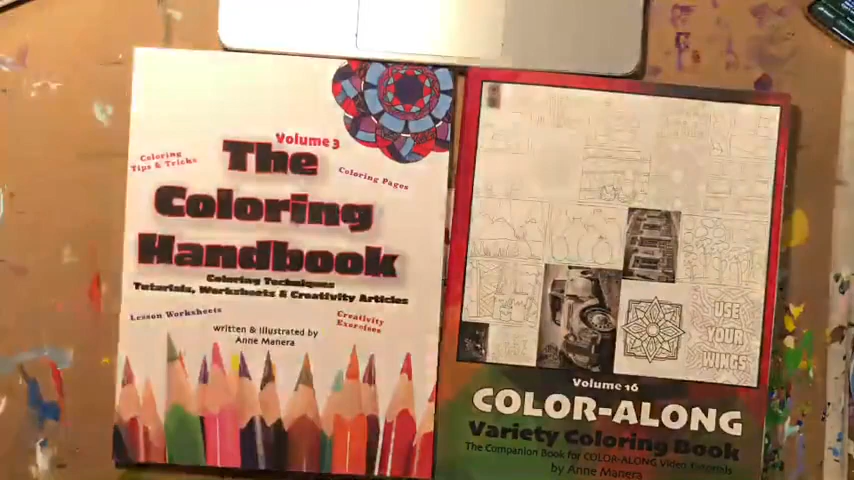 Volume 3
Coloring
Tips & Tricks
Coloring Pages
The
Coloring
Handbook
Coloring Techniques
Tutorials, Worksheets & Creativity Articles
Lesson Worksheets
Creativity
Exercises
written & illustrated by
Anne Manera
USE
YOUR
WINGS
Volume 16
COLOR-ALONG
Variety Coloring Book
The Companion Book for COLOR-ALONG Video Tutorials
by Anne Manera